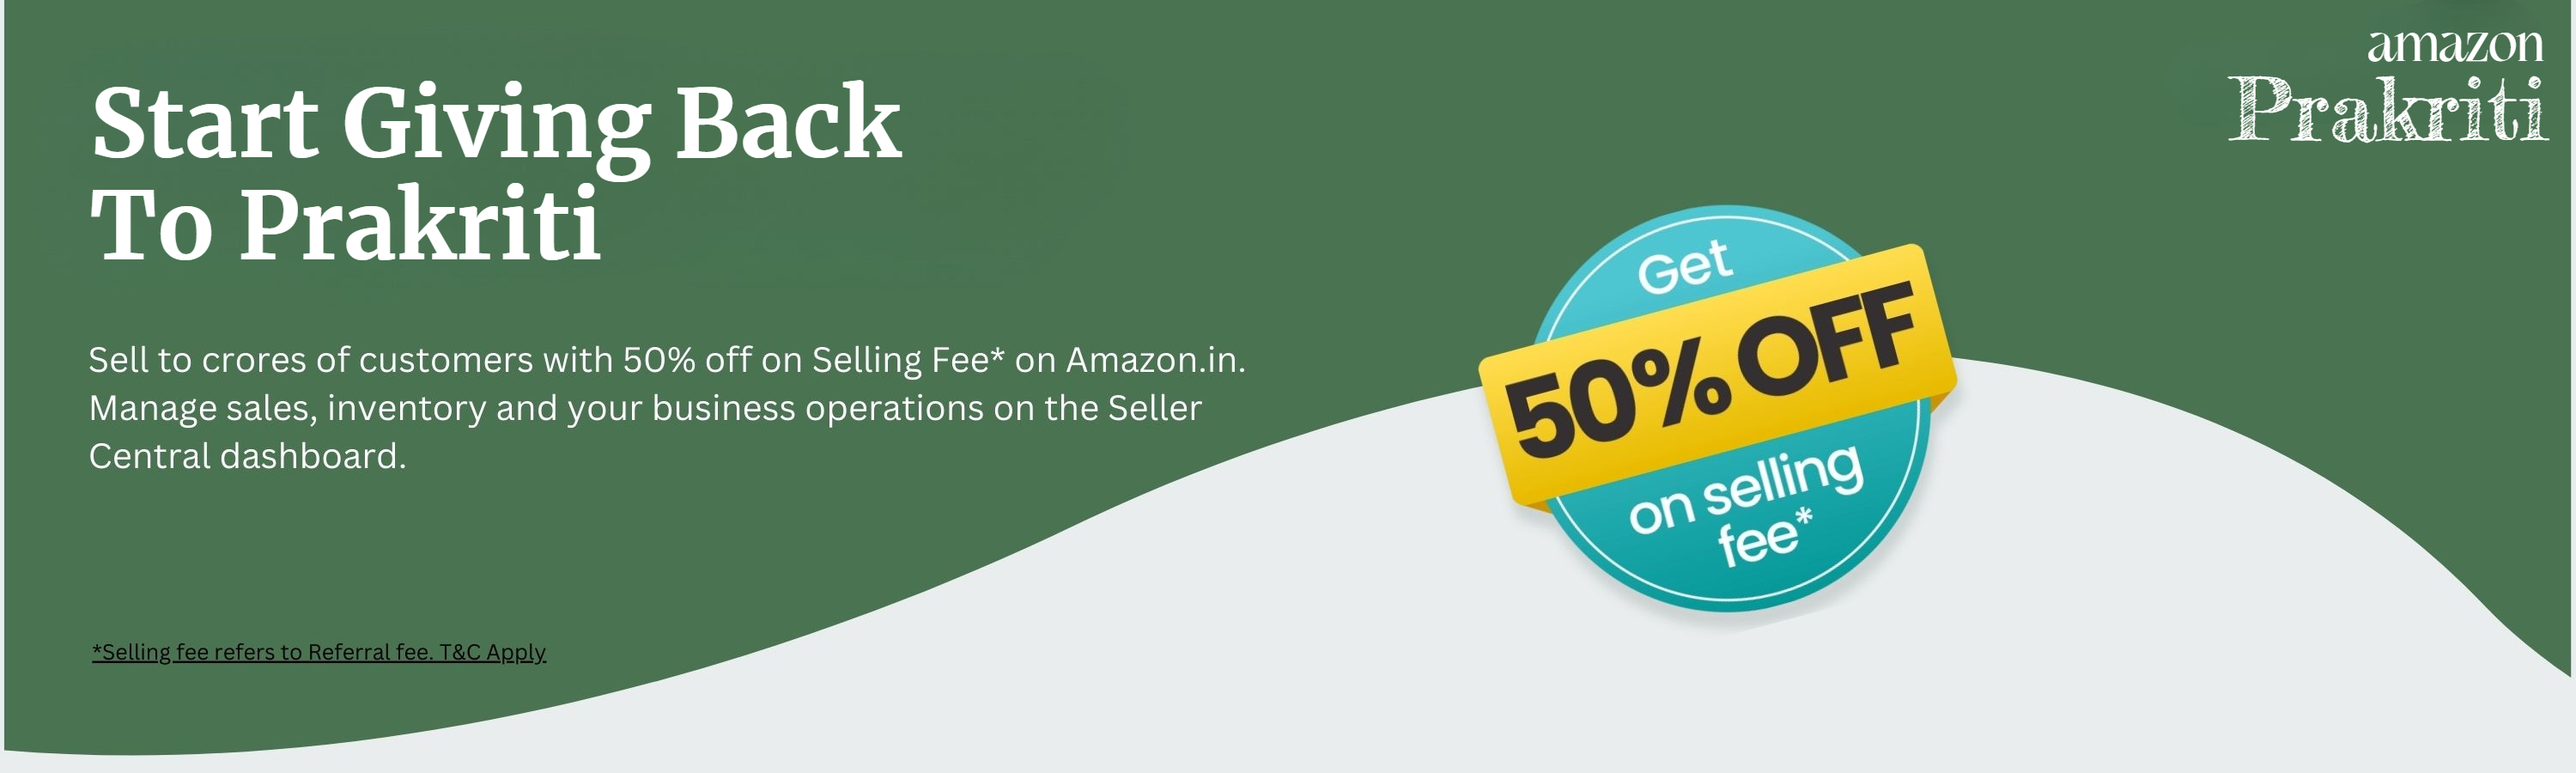 amazon
Prakriti
Start Giving Back
To Prakriti
Sell to crores of customers with 50% off on Selling Fee* on Amazon.in.
Manage sales, inventory and your business operations on the Seller
Central dashboard.
Get
50% OFF
on selling
fee*
*Selling fee refers to Referral fee. T&C Apply